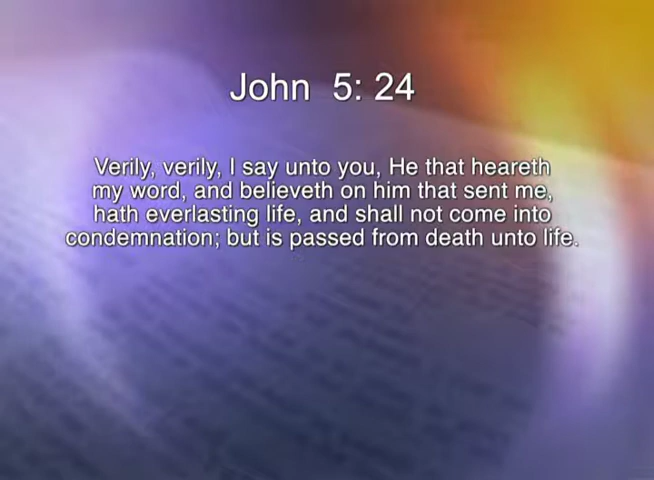 John 5: 24
Verily, verily, I say unto you, He that heareth
my word, and believeth on him that sent me,
hath everlasting life, and shall not come into
condemnation; but is passed from death unto life.